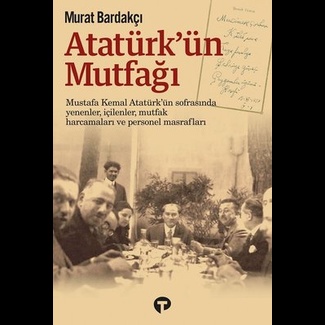 Murat Bardakçı
Atatürk'ün
Mutfağı
Mustafa Kemal Atatürk'ün sofrasında
yenenler, içilenler, mutfak
harcamaları ve personel masrafları